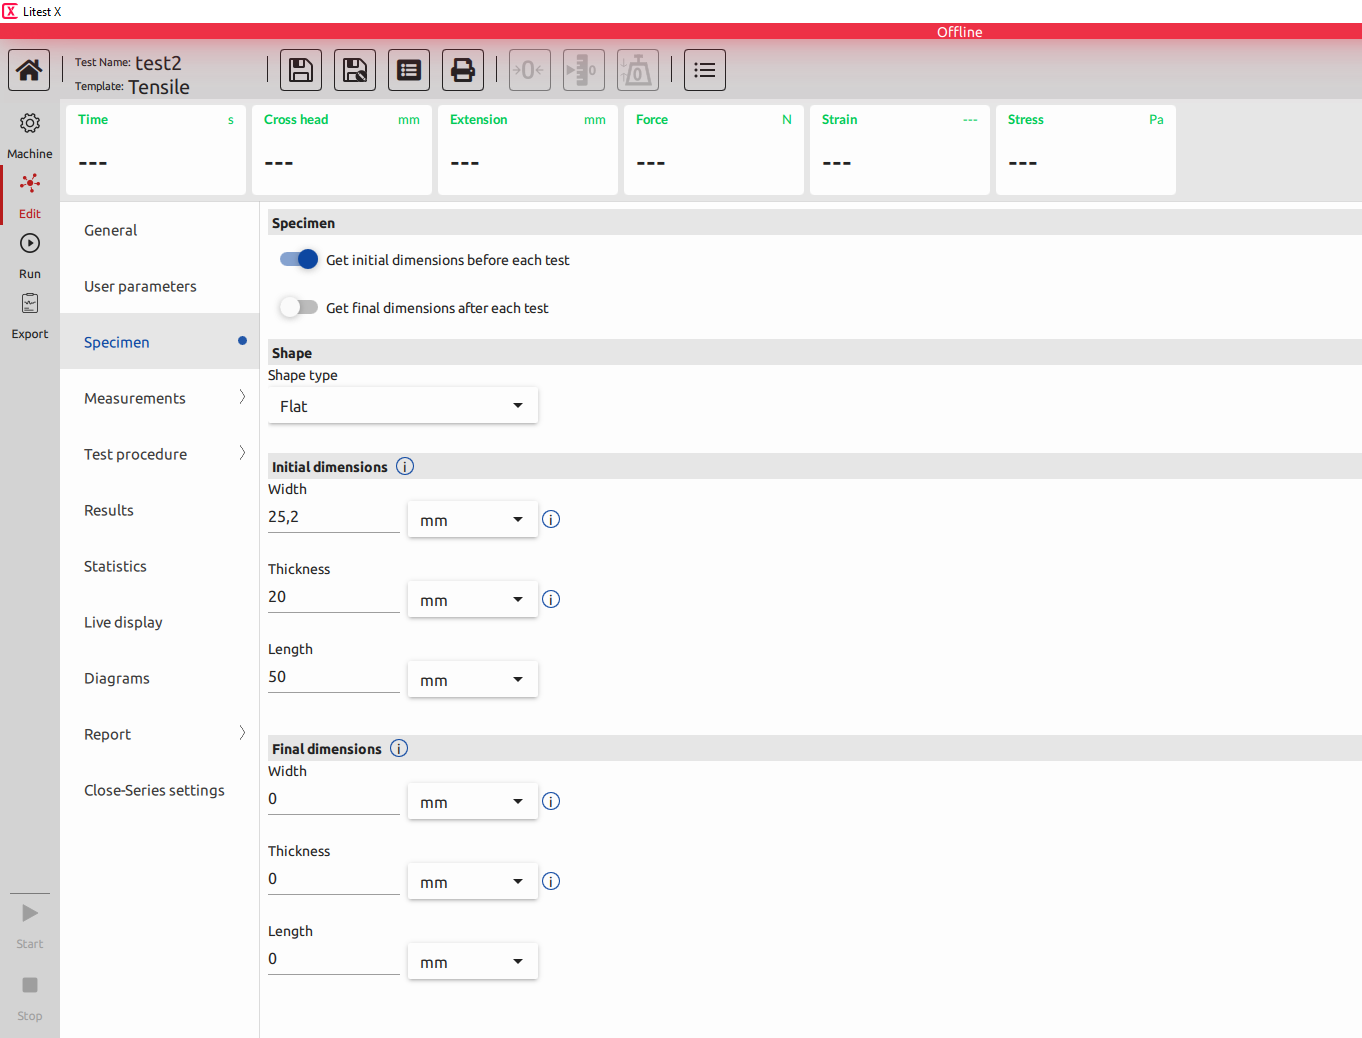 Litest X
Offline
Test Name: test2
Template: Tensile
Time s
Cross head mm
Extension mm
Force N
Strain ---
Stress Pa
---
---
---
---
---
---
Machine
Edit
Run
Export
Start
Stop
General
User parameters
Specimen
Measurements
Test procedure
Results
Statistics
Live display
Diagrams
Report
Close-Series settings
Specimen
Get initial dimensions before each test
Get final dimensions after each test
Shape
Shape type
Flat
Initial dimensions
Width
25,2 mm
Thickness
20 mm
Length
50 mm
Final dimensions
Width
0 mm
Thickness
0 mm
Length
0 mm